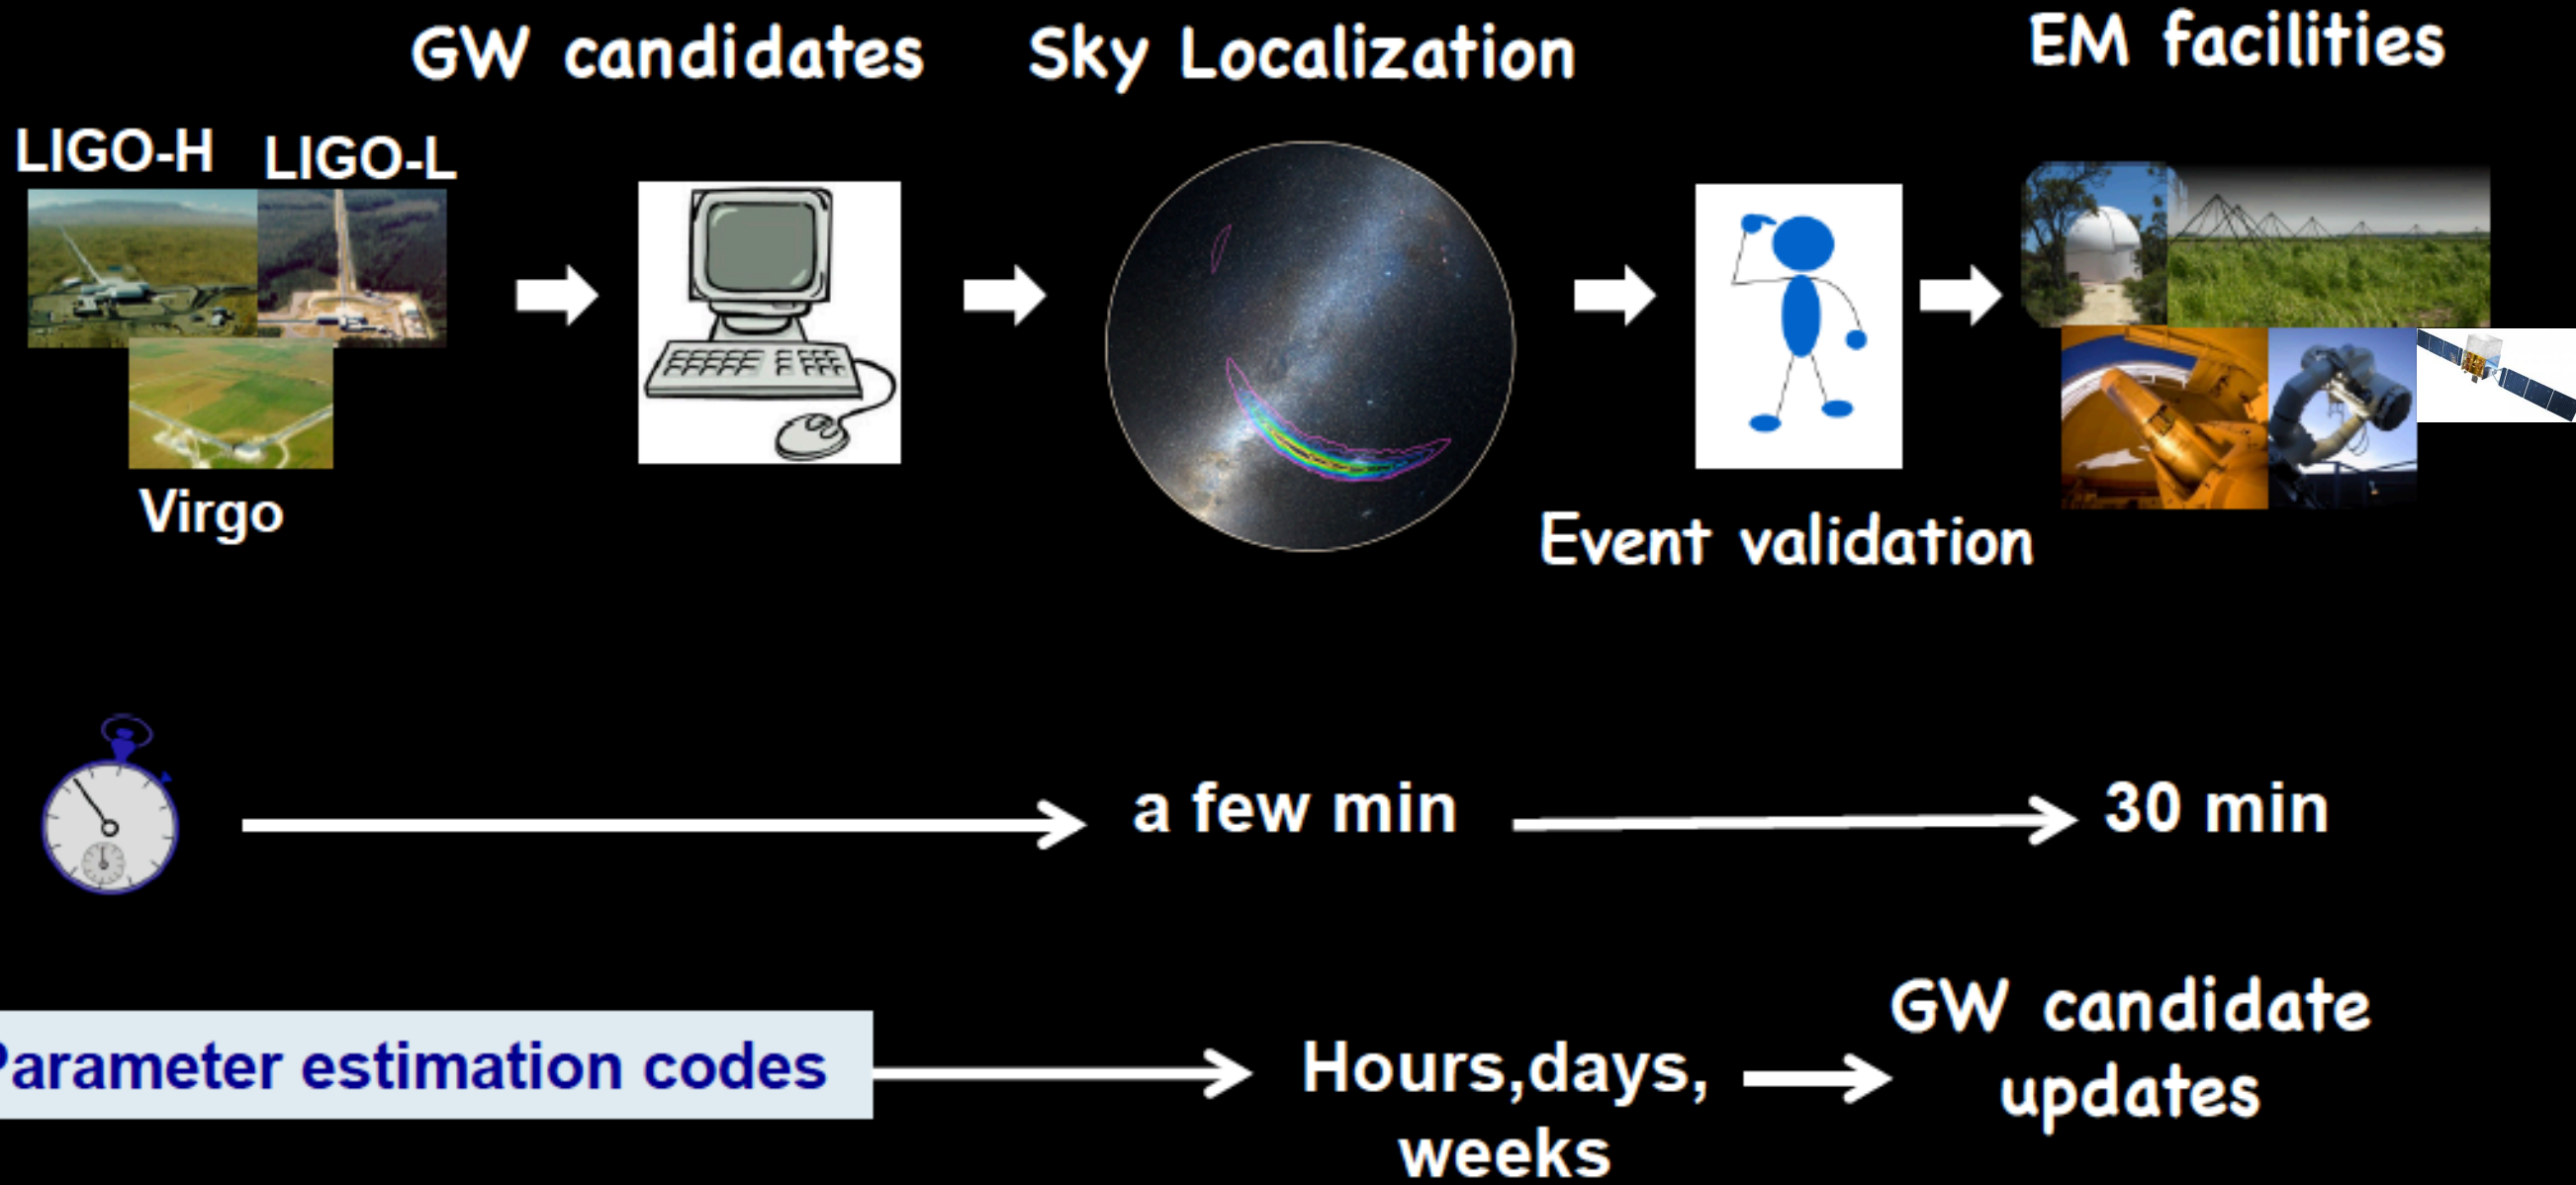 GW candidates
Sky Localization
EM facilities
LIGO-H
LIGO-L
Virgo
Event validation
a few min
30 min
Parameter estimation codes
Hours,days,
weeks
GW candidate
updates